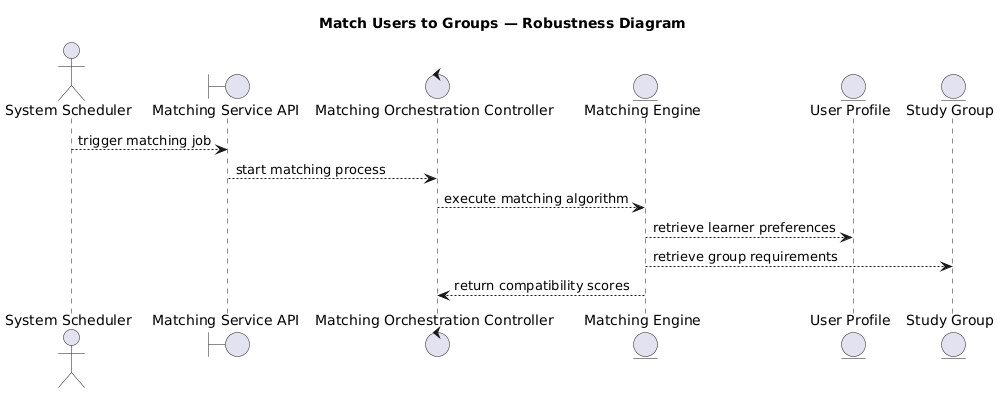 Match Users to Groups — Robustness Diagram
System Scheduler
Matching Service API
Matching Orchestration Controller
Matching Engine
User Profile
Study Group
trigger matching job
start matching process
execute matching algorithm
retrieve learner preferences
retrieve group requirements
return compatibility scores
System Scheduler
Matching Service API
Matching Orchestration Controller
Matching Engine
User Profile
Study Group